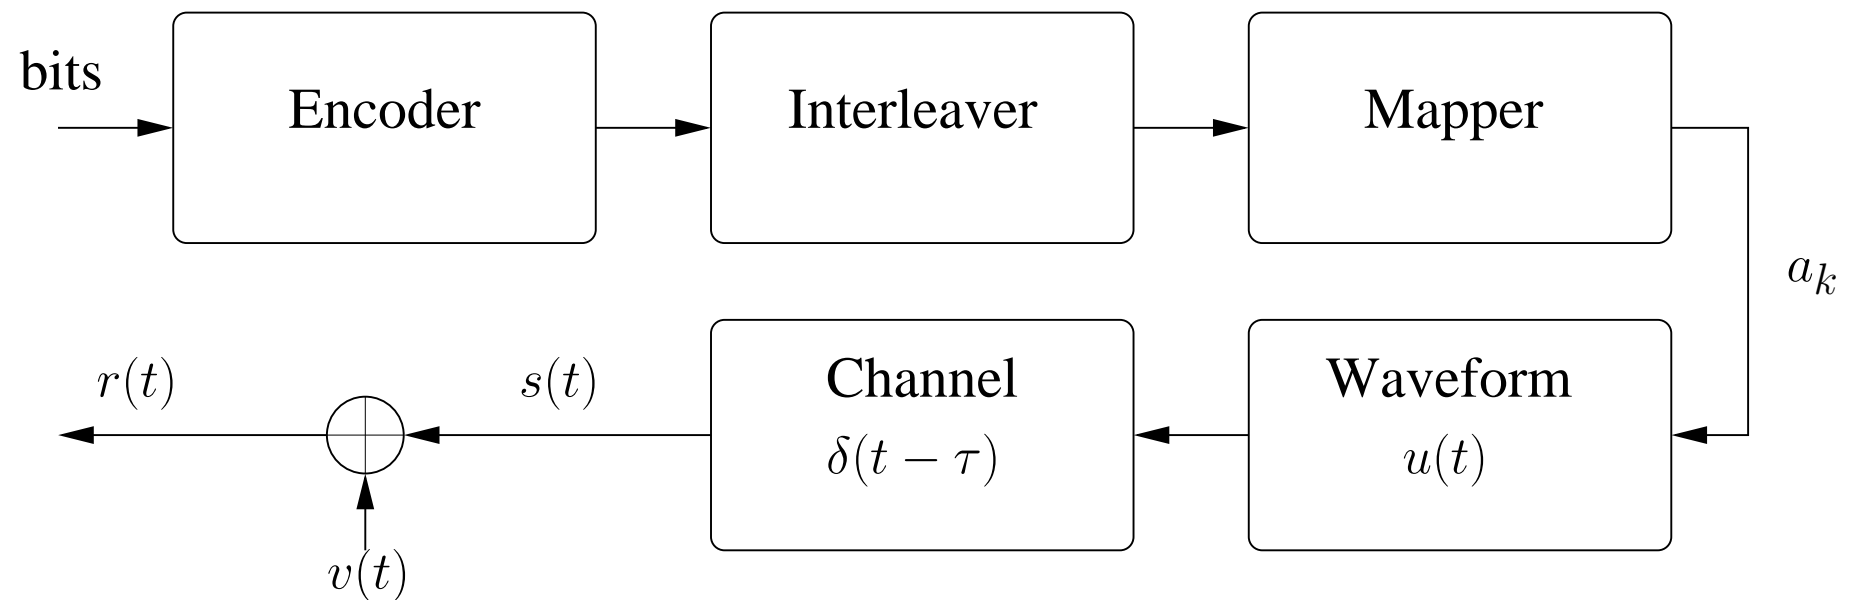 bits
Encoder
Interleaver
Mapper
a_k
Waveform
u(t)
Channel
δ(t − τ)
s(t)
r(t)
v(t)